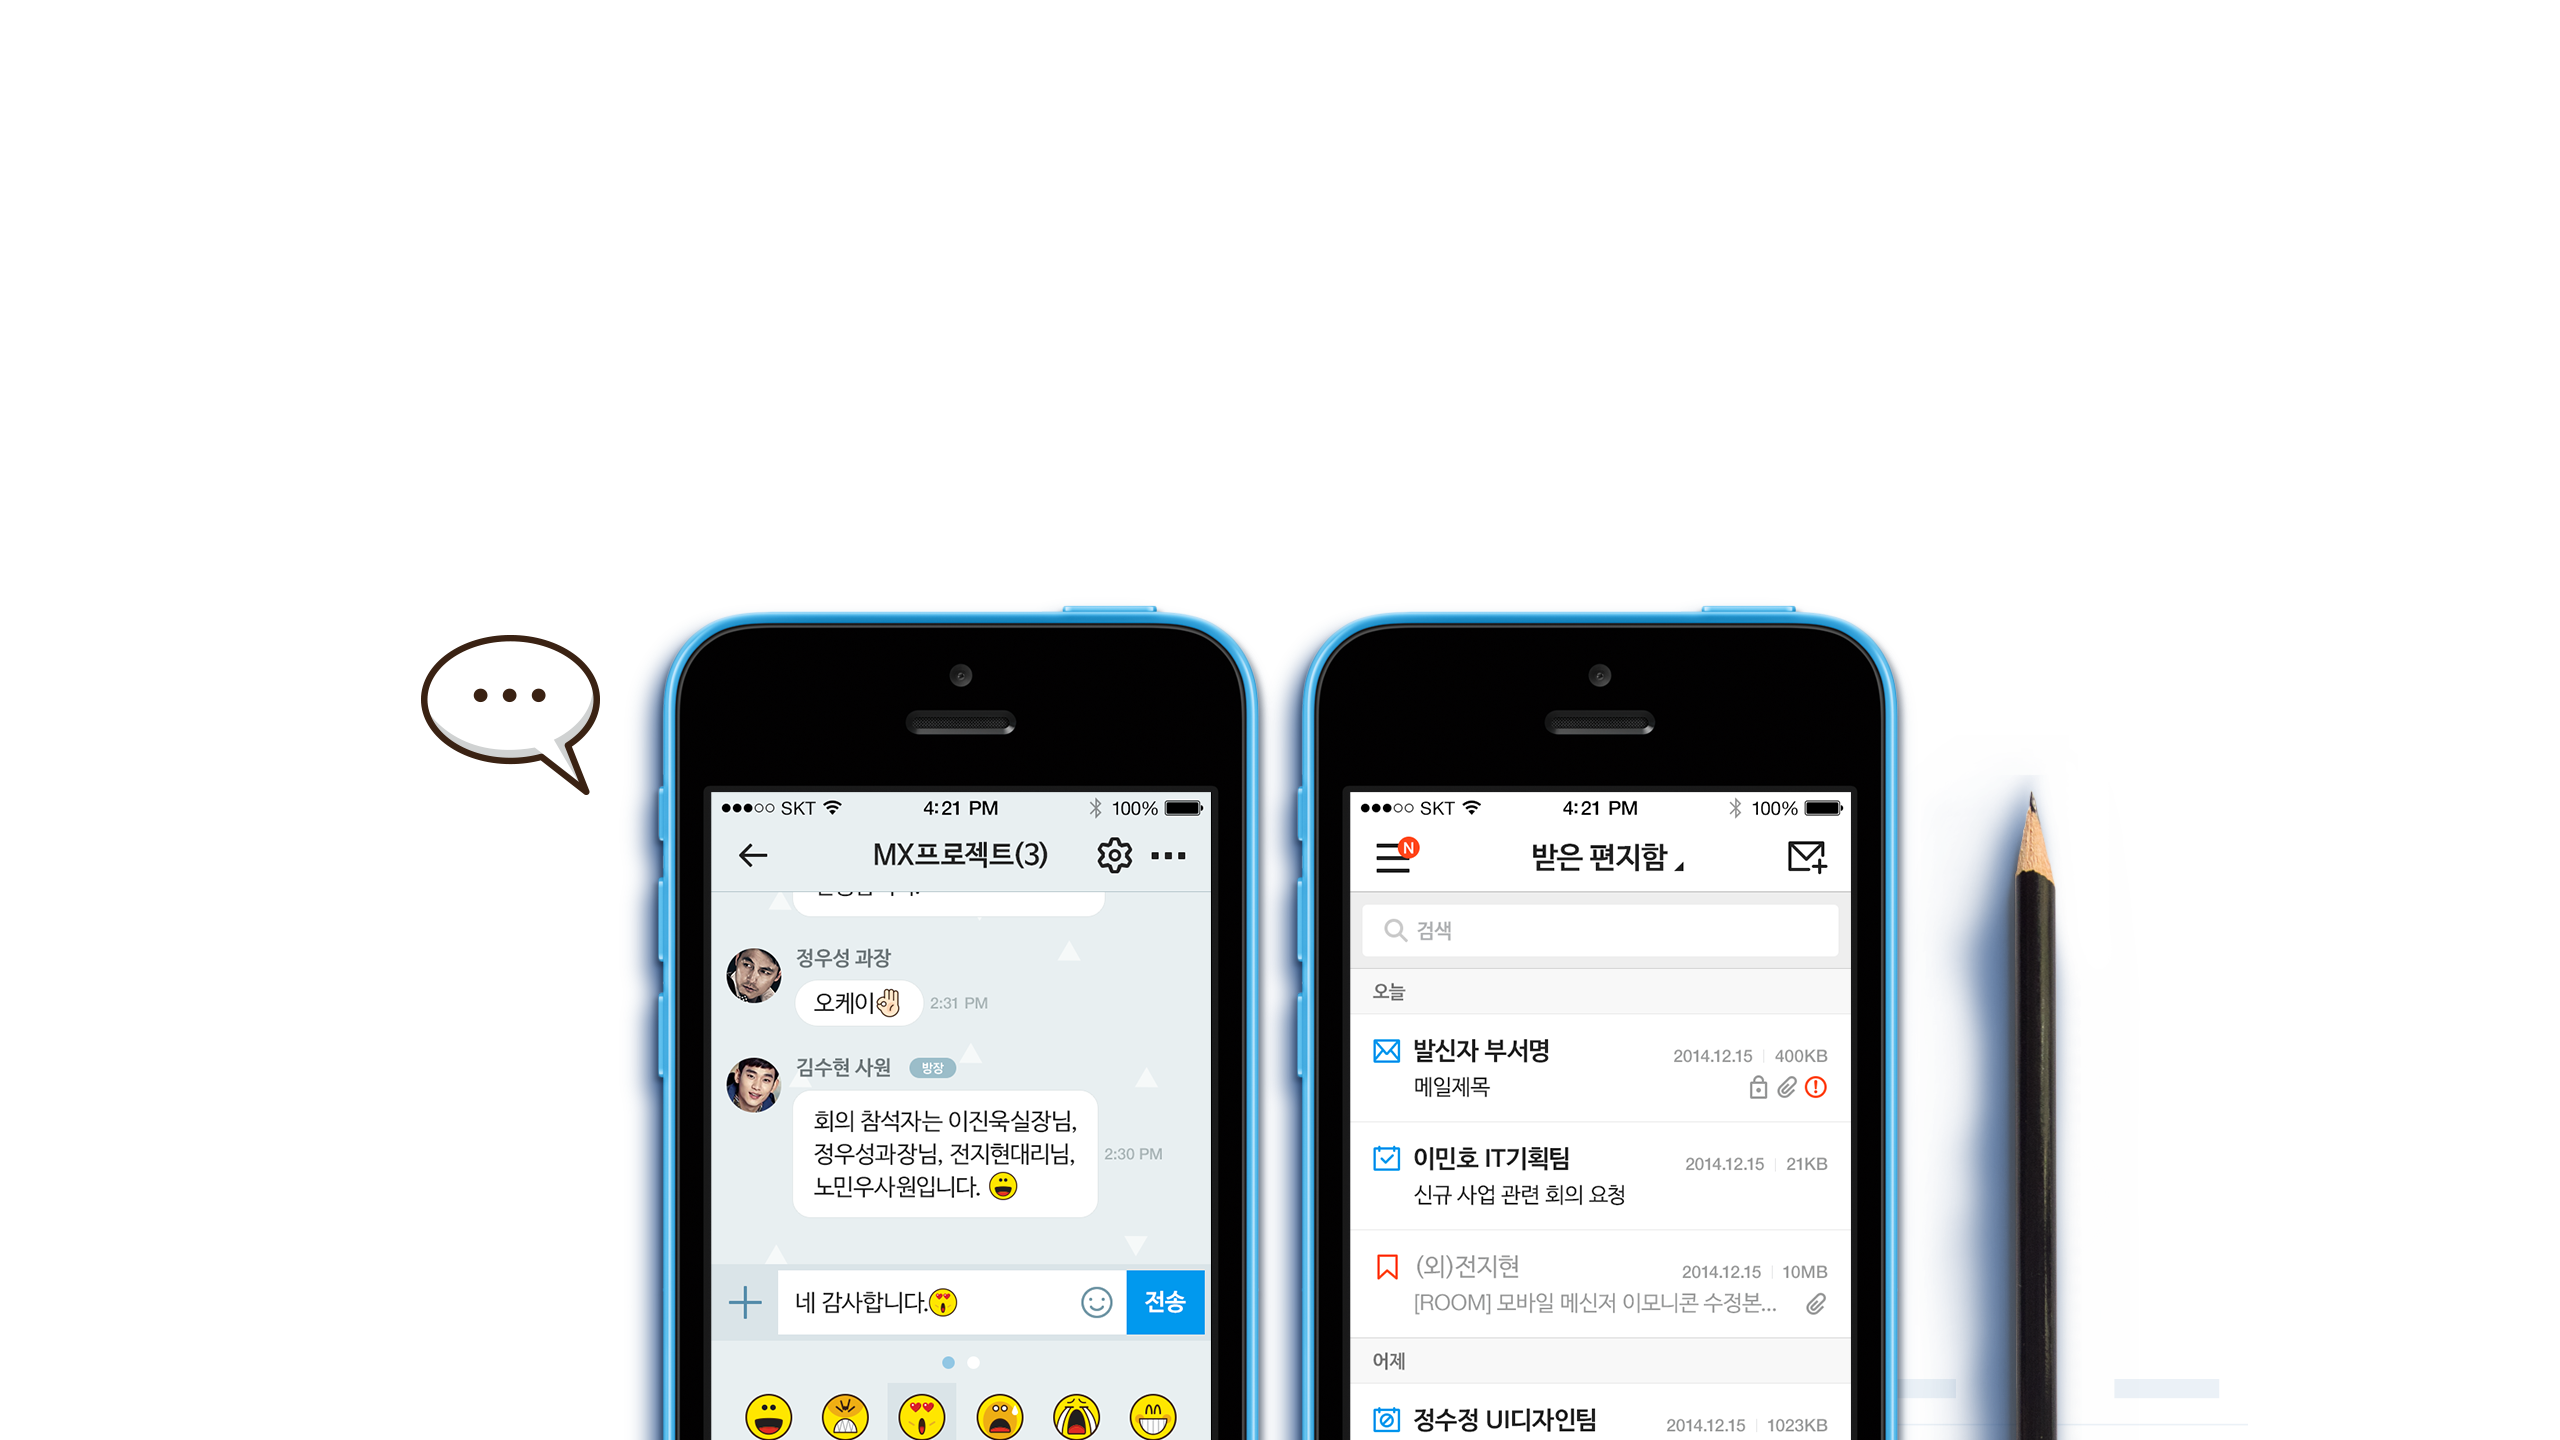 SKT 4:21 PM 100%
MX프로젝트(3)
정우성 과장
오케이 2:31 PM
김수현 사원 방장
회의 참석자는 이진욱실장님,
정우성과장님, 전지현대리님,
노민우사원입니다.
2:30 PM
네 감사합니다.
전송
SKT 4:21 PM 100%
N
받은 편지함
검색
오늘
발신자 부서명 2014.12.15 400KB
메일제목
이민호 IT기획팀 2014.12.15 21KB
신규 사업 관련 회의 요청
(외)전지현 2014.12.15 10MB
[ROOM] 모바일 메신저 이모니콘 수정본...
어제
정수정 UI디자인팀 2014.12.15 1023KB